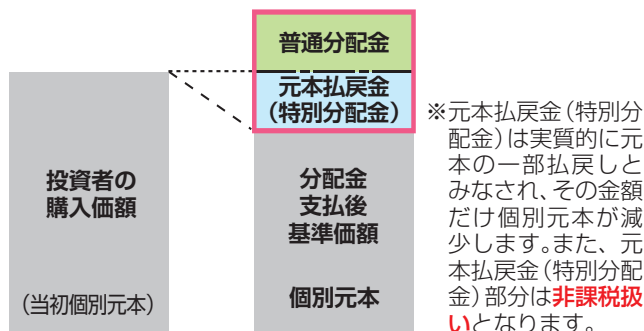 普通分配金
元本払戻金
（特別分配金）
投資者の
購入価額
（当初個別元本）
分配金
支払後
基準価額
個別元本
※元本払戻金（特別分
配金）は実質的に元
本の一部払戻しと
みなされ、その金額
だけ個別元本が減
少します。また、元
本払戻金（特別分配
金）部分は非課税扱
いとなります。